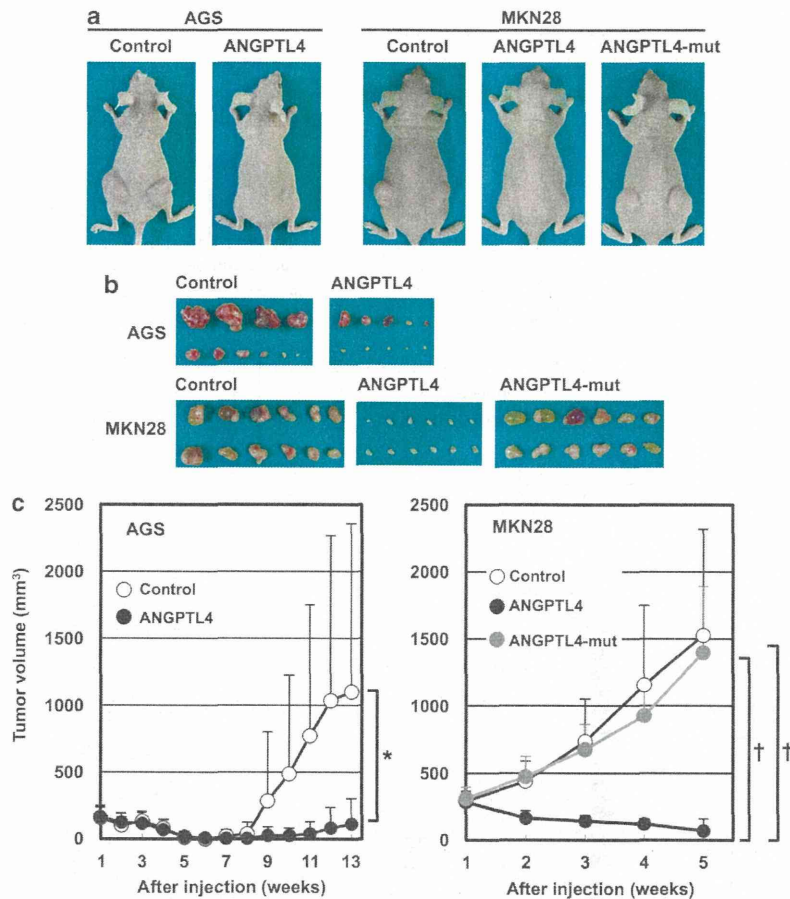 a
AGS
MKN28
Control
ANGPTL4
Control
ANGPTL4
ANGPTL4-mut
b
Control
ANGPTL4
AGS
Control
ANGPTL4
ANGPTL4-mut
MKN28
c
2500
2000
1500
1000
500
0
Tumor volume (mm³)
AGS
Control
ANGPTL4
*
1 3 5 7 9 11 13
After injection (weeks)
2500
2000
1500
1000
500
0
MKN28
Control
ANGPTL4
ANGPTL4-mut
† †
1 2 3 4 5
After injection (weeks)